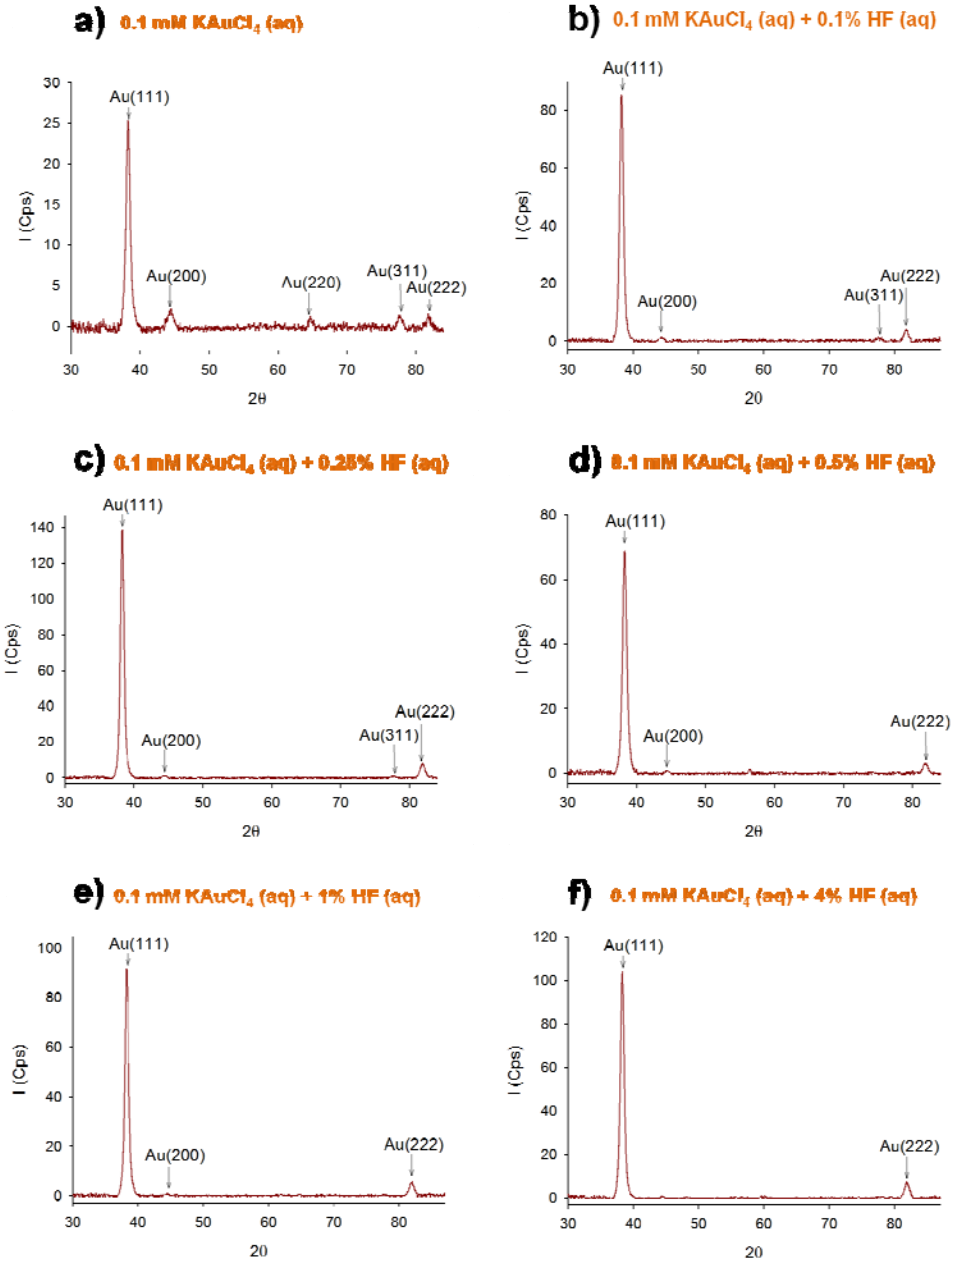 a) 0.1 mM KAuCl4 (aq)
30
25
20
15
10
5
0
I (Cps)
Au(111)
Au(200)
Λu(220)
Au(311)
Au(222)
30 40 50 60 70 80
2θ
b) 0.1 mM KAuCl4 (aq) + 0.1% HF (aq)
80
60
40
20
0
I (Cps)
Au(111)
Au(200)
Au(311)
Au(222)
30 40 50 60 70 80
20
c) 0.1 mM KAuCl4 (aq) + 0.25% HF (aq)
140
120
100
80
60
40
20
0
I (Cps)
Au(111)
Au(200)
Au(311)
Au(222)
30 40 50 60 70 80
2θ
d) 0.1 mM KAuCl4 (aq) + 0.5% HF (aq)
80
60
40
20
0
I (Cps)
Au(111)
Au(200)
Au(222)
30 40 50 60 70 80
2θ
e) 0.1 mM KAuCl4 (aq) + 1% HF (aq)
100
80
60
40
20
0
I (Cps)
Au(111)
Au(200)
Au(222)
30 40 50 60 70 80
20
f) 0.1 mM KAuCl4 (aq) + 4% HF (aq)
120
100
80
60
40
20
0
I (Cps)
Au(111)
Au(222)
30 40 50 60 70 80
20